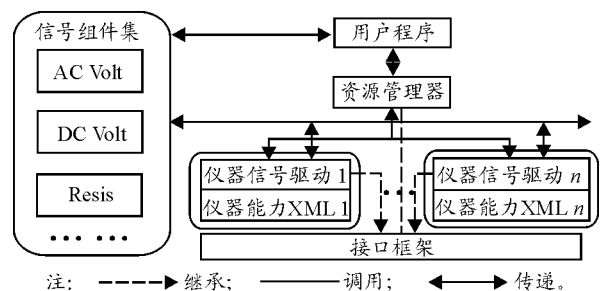 信号组件集
AC Volt
DC Volt
Resis
... ...
用户程序
资源管理器
仪器信号驱动 1
仪器能力XML 1
...
仪器信号驱动 n
仪器能力XML n
接口框架
注: 继承; 调用; 传递。